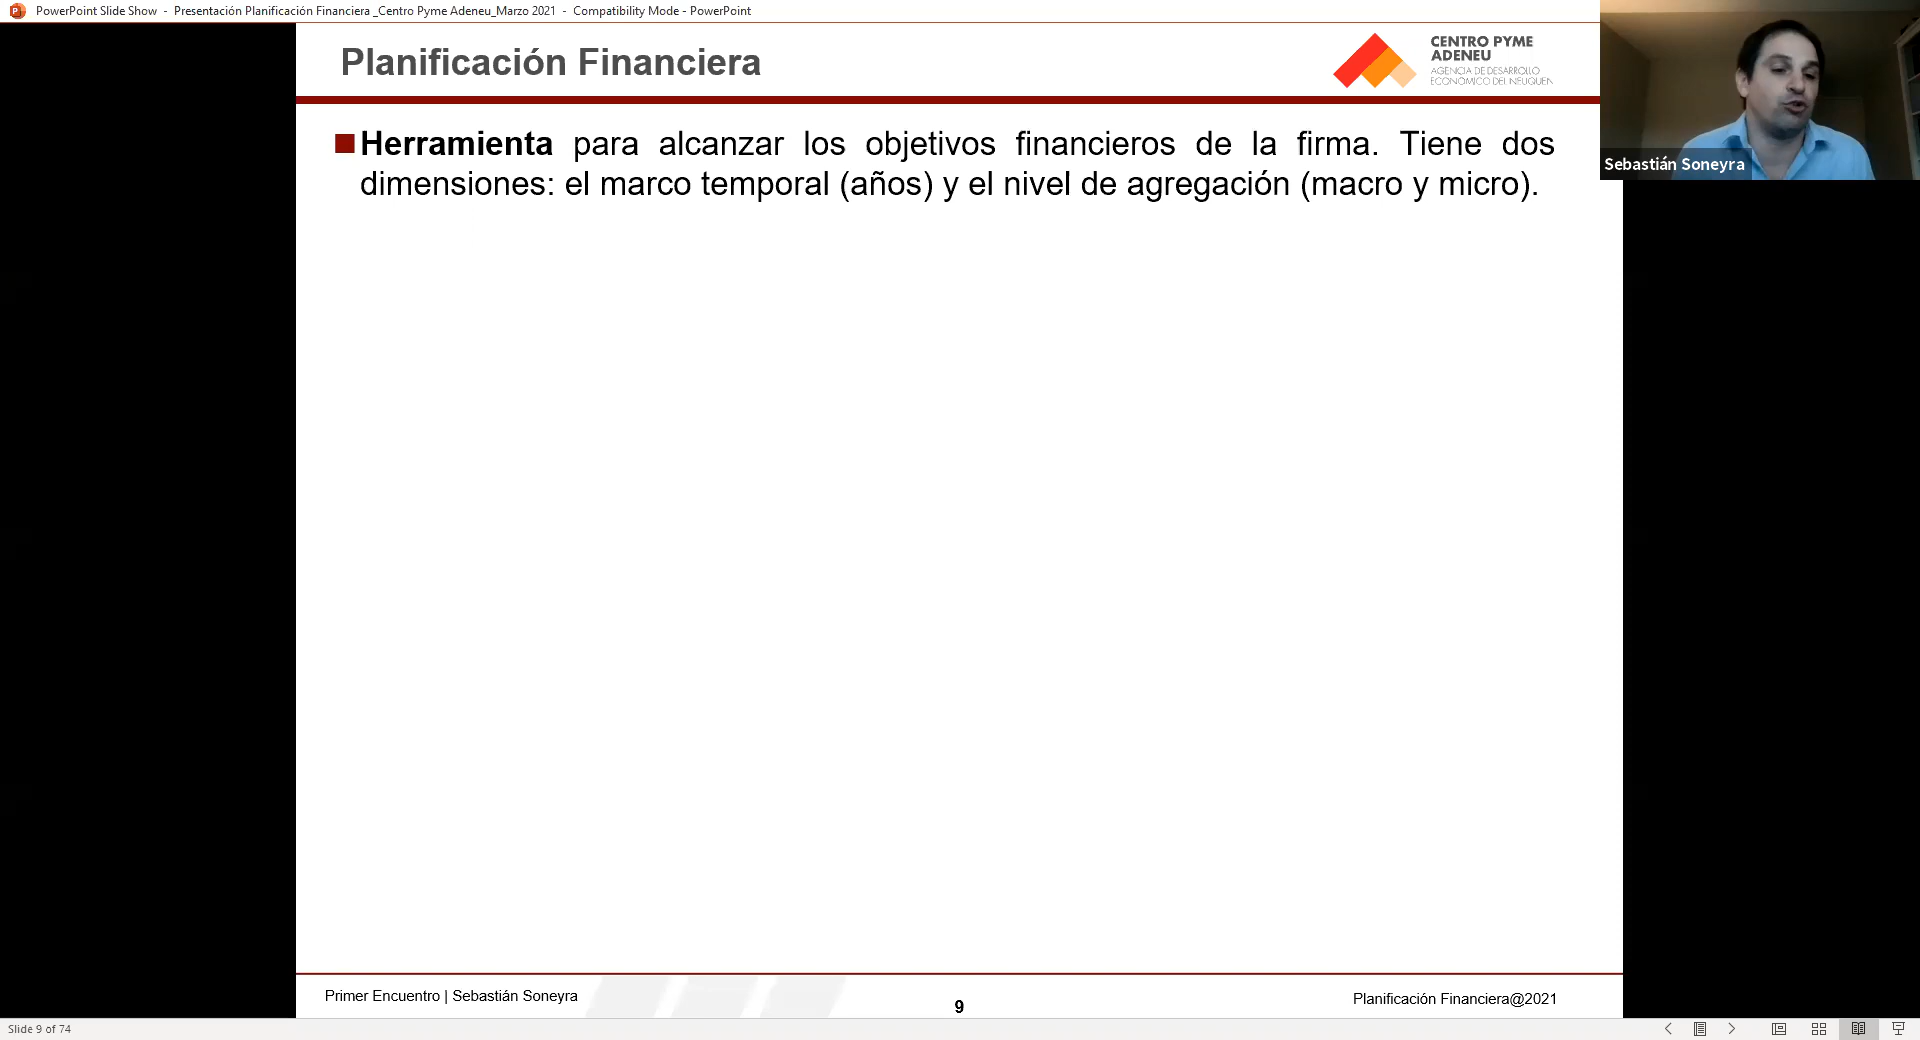 PowerPoint Slide Show - Presentación Planificación Financiera _Centro Pyme Adeneu_Marzo 2021 - Compatibility Mode - PowerPoint
Planificación Financiera
CENTRO PYME
ADENEU
AGENCIA DE DESARROLLO
ECONOMICO DEL NEUQUEN
Sebastián Soneyra
Herramienta para alcanzar los objetivos financieros de la firma. Tiene dos
dimensiones: el marco temporal (años) y el nivel de agregación (macro y micro).
Primer Encuentro | Sebastián Soneyra
9
Planificación Financiera@2021
Slide 9 of 74